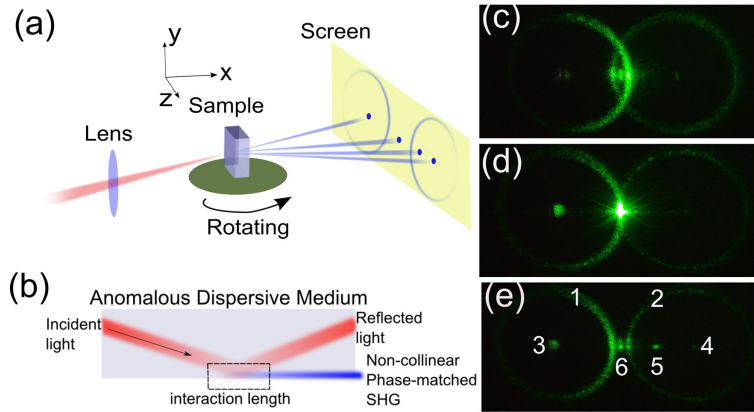 (a)
y
x
z
Sample
Lens
Screen
Rotating
(b)
Anomalous Dispersive Medium
Incident
light
Reflected
light
interaction length
Non-collinear
Phase-matched
SHG
(c)
(d)
(e)
1
2
3
4
5
6